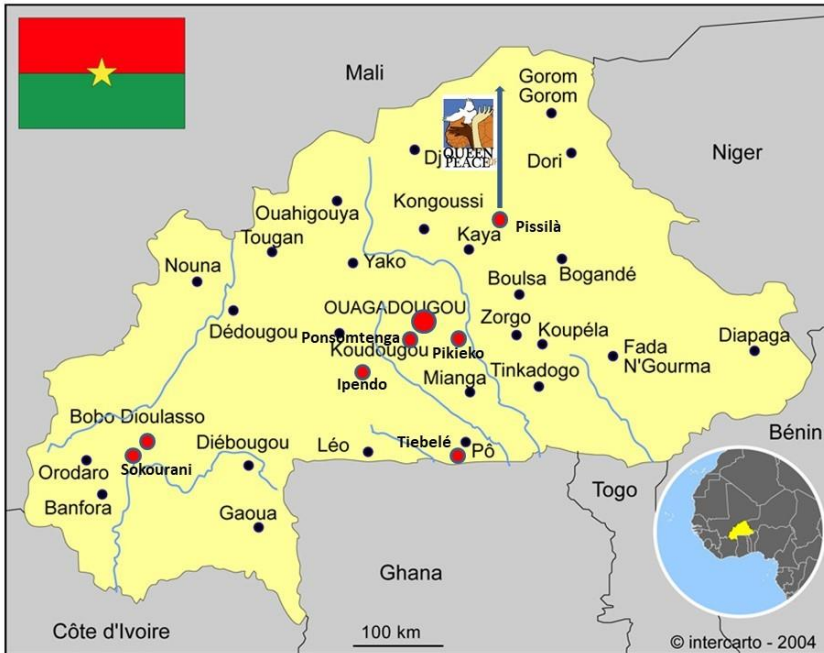 Mali
Gorom
Gorom
QUEEN
PEACE
Dj
Dori
Niger
Ouahigouya
Kongoussi
Pissilà
Tougan
Kaya
Nouna
Yako
Bogandé
Boulsa
OUAGADOUGOU
Zorgo
Dédougou
Ponsomtenga
Koudougou
Pikieko
Koupéla
Diapaga
Fada
N'Gourma
Ipendo
Mianga
Tinkadogo
Bobo Dioulasso
Tiebelé
Bénin
Sokourani
Diébougou
Léo
Pô
Orodaro
Banfora
Togo
Gaoua
Ghana
Côte d'Ivoire
100 km
© intercarto - 2004